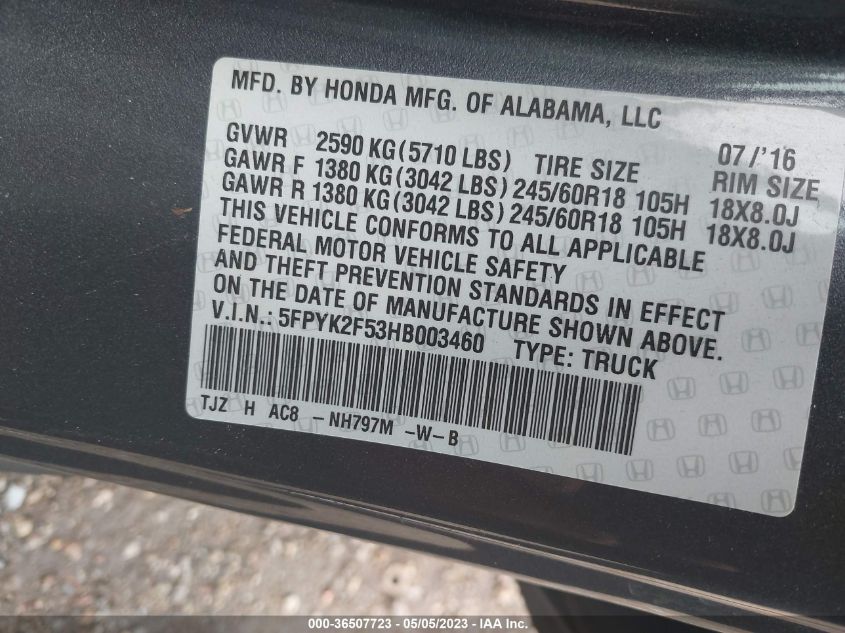 MFD. BY HONDA MFG. OF ALABAMA, LLC
GVWR 2590 KG(5710 LBS) TIRE SIZE 07/'16 RIM SIZE
GAWR F 1380 KG(3042 LBS) 245/60R18 105H 18X8.0J
GAWR R 1380 KG(3042 LBS) 245/60R18 105H 18X8.0J
THIS VEHICLE CONFORMS TO ALL APPLICABLE
FEDERAL MOTOR VEHICLE SAFETY
AND THEFT PREVENTION STANDARDS IN EFFECT
ON THE DATE OF MANUFACTURE SHOWN ABOVE.
V.I.N.: 5FPYK2F53HB003460 TYPE: TRUCK
TJZ H AC8 -NH797M -W-B
000-36507723 - 05/05/2023 - IAA Inc.